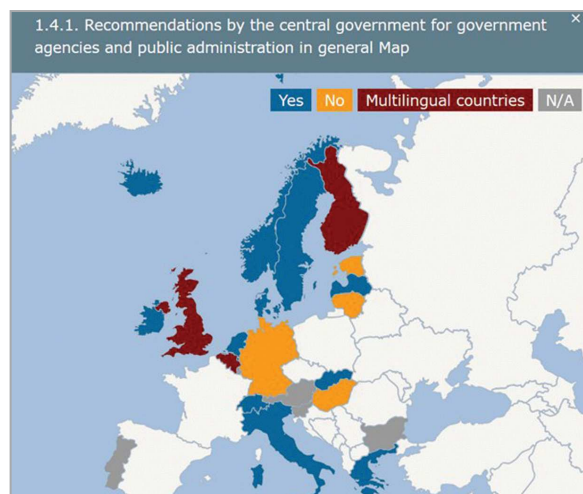 1.4.1. Recommendations by the central government for government
agencies and public administration in general Map
×
Yes No Multilingual countries N/A